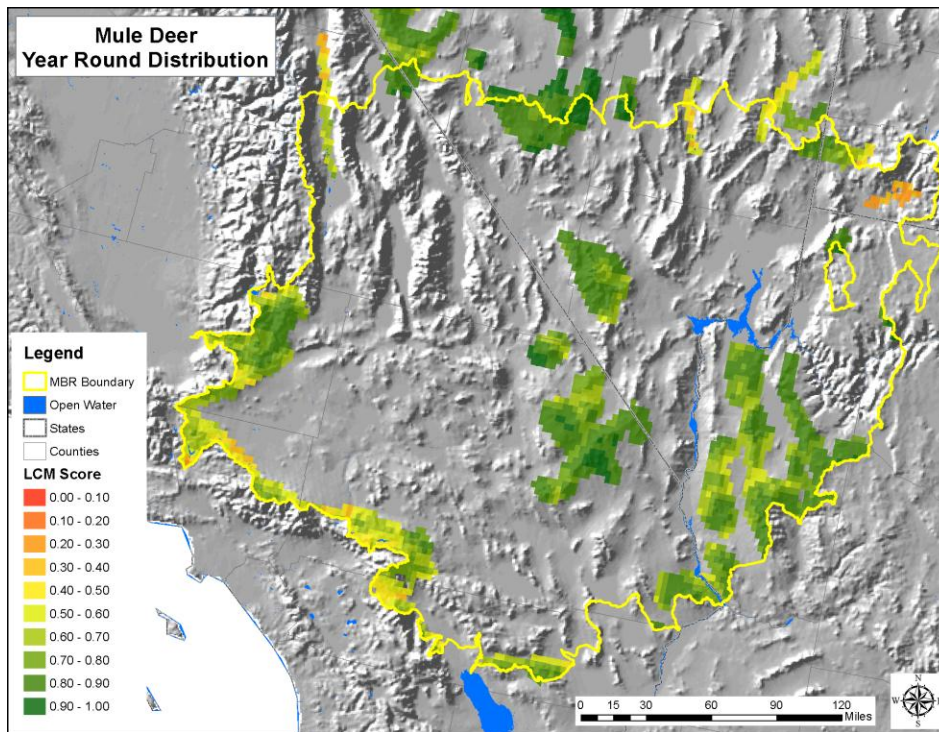 Mule Deer
Year Round Distribution
Legend
MBR Boundary
Open Water
States
Counties
LCM Score
0.00 - 0.10
0.10 - 0.20
0.20 - 0.30
0.30 - 0.40
0.40 - 0.50
0.50 - 0.60
0.60 - 0.70
0.70 - 0.80
0.80 - 0.90
0.90 - 1.00
0 15 30 60 90 120
Miles
N
W E
S